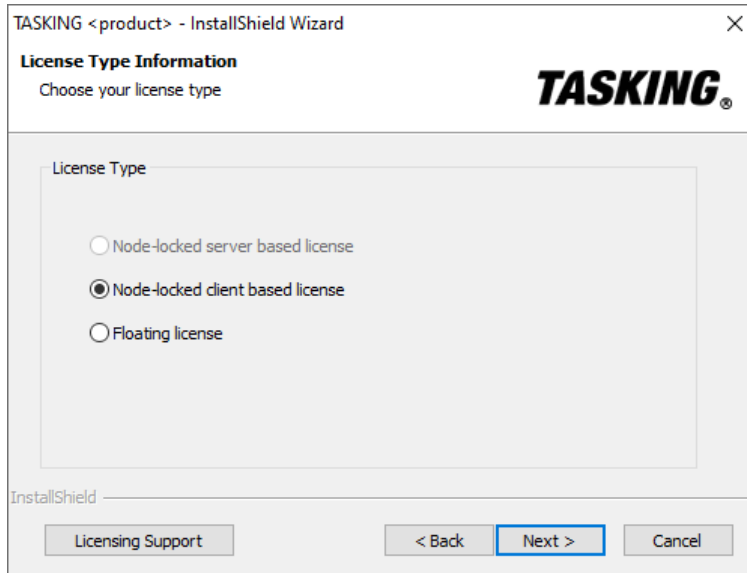 TASKING <product> - InstallShield Wizard
License Type Information
Choose your license type
TASKING®
License Type
Node-locked server based license
Node-locked client based license
Floating license
InstallShield
Licensing Support
< Back
Next >
Cancel